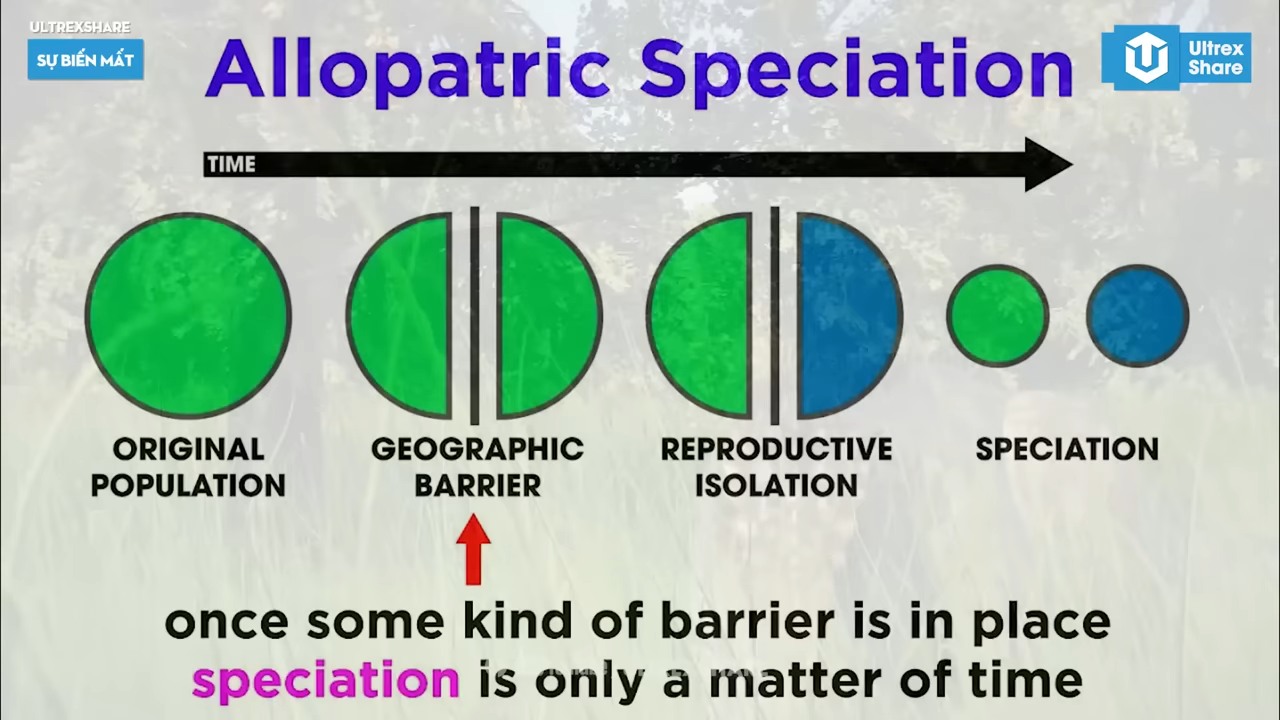 ULTREXSHARE
SỰ BIẾN MẤT
Allopatric Speciation
Ultrex
Share
TIME
ORIGINAL
POPULATION
GEOGRAPHIC
BARRIER
REPRODUCTIVE
ISOLATION
SPECIATION
once some kind of barrier is in place
speciation is only a matter of time